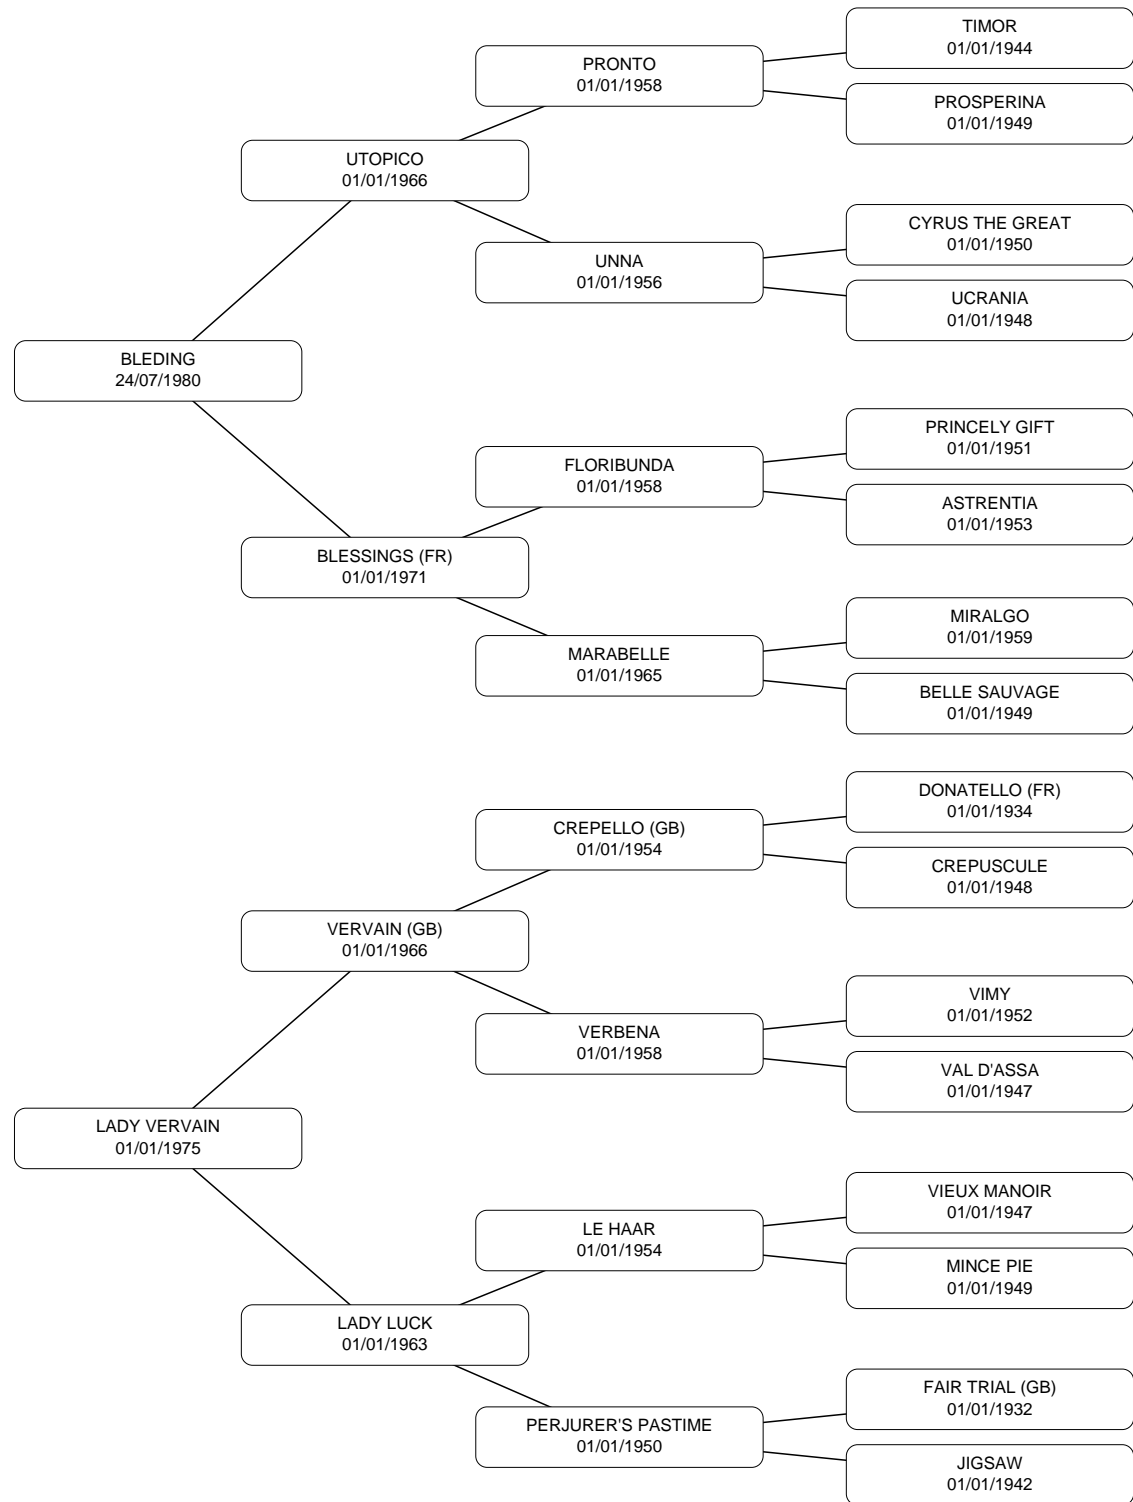 TIMOR
01/01/1944
PRONTO
01/01/1958
PROSPERINA
01/01/1949
UTOPICO
01/01/1966
CYRUS THE GREAT
01/01/1950
UNNA
01/01/1956
UCRANIA
01/01/1948
BLEDING
24/07/1980
PRINCELY GIFT
01/01/1951
FLORIBUNDA
01/01/1958
ASTRENTIA
01/01/1953
BLESSINGS (FR)
01/01/1971
MIRALGO
01/01/1959
MARABELLE
01/01/1965
BELLE SAUVAGE
01/01/1949
DONATELLO (FR)
01/01/1934
CREPELLO (GB)
01/01/1954
CREPUSCULE
01/01/1948
VERVAIN (GB)
01/01/1966
VIMY
01/01/1952
VERBENA
01/01/1958
VAL D'ASSA
01/01/1947
LADY VERVAIN
01/01/1975
VIEUX MANOIR
01/01/1947
LE HAAR
01/01/1954
MINCE PIE
01/01/1949
LADY LUCK
01/01/1963
FAIR TRIAL (GB)
01/01/1932
PERJURER'S PASTIME
01/01/1950
JIGSAW
01/01/1942